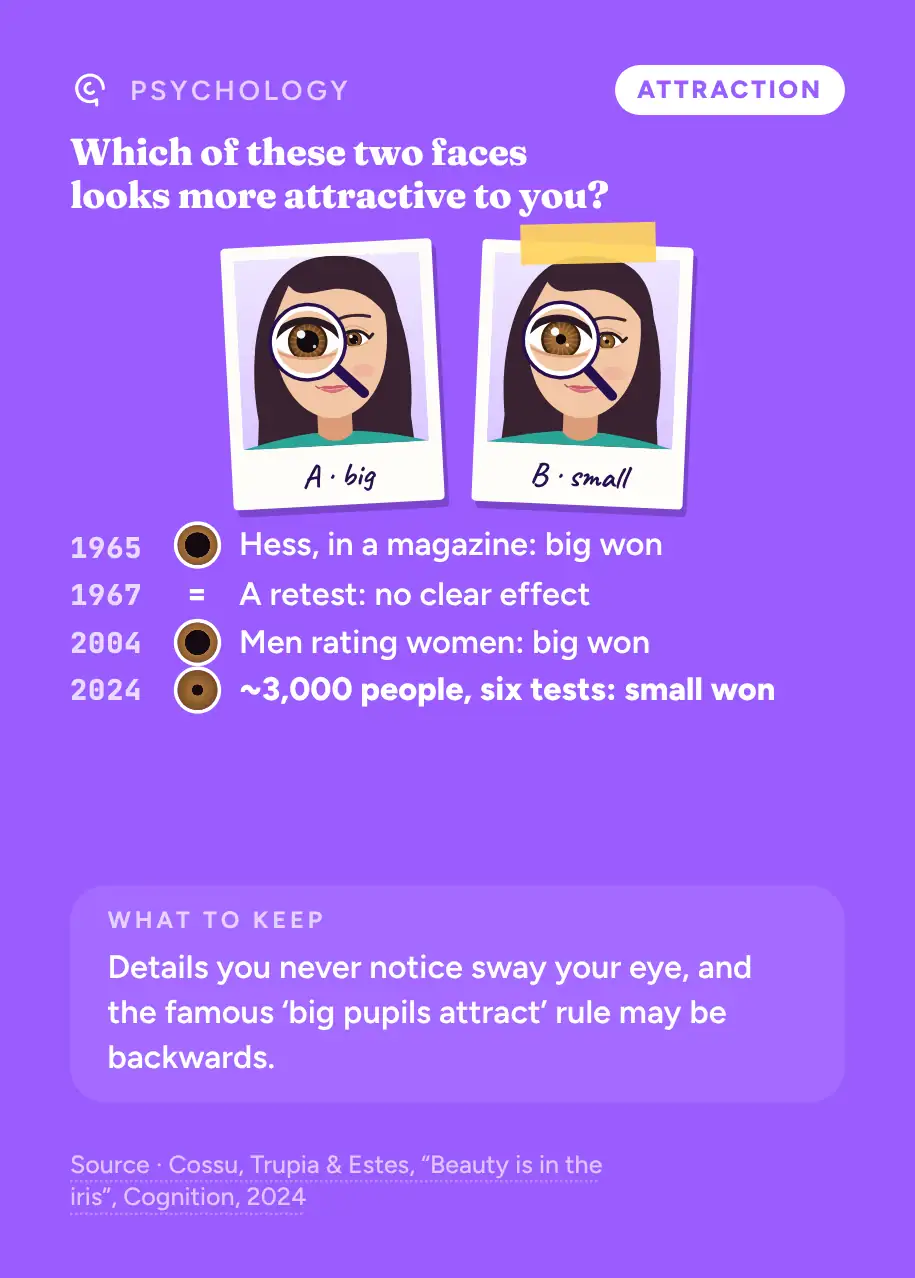 PSYCHOLOGY
ATTRACTION
Which of these two faces
looks more attractive to you?
A · big
B · small
1965 Hess, in a magazine: big won
1967 = A retest: no clear effect
2004 Men rating women: big won
2024 ~3,000 people, six tests: small won
WHAT TO KEEP
Details you never notice sway your eye, and
the famous ‘big pupils attract’ rule may be
backwards.
Source · Cossu, Trupia & Estes, “Beauty is in the
iris”, Cognition, 2024